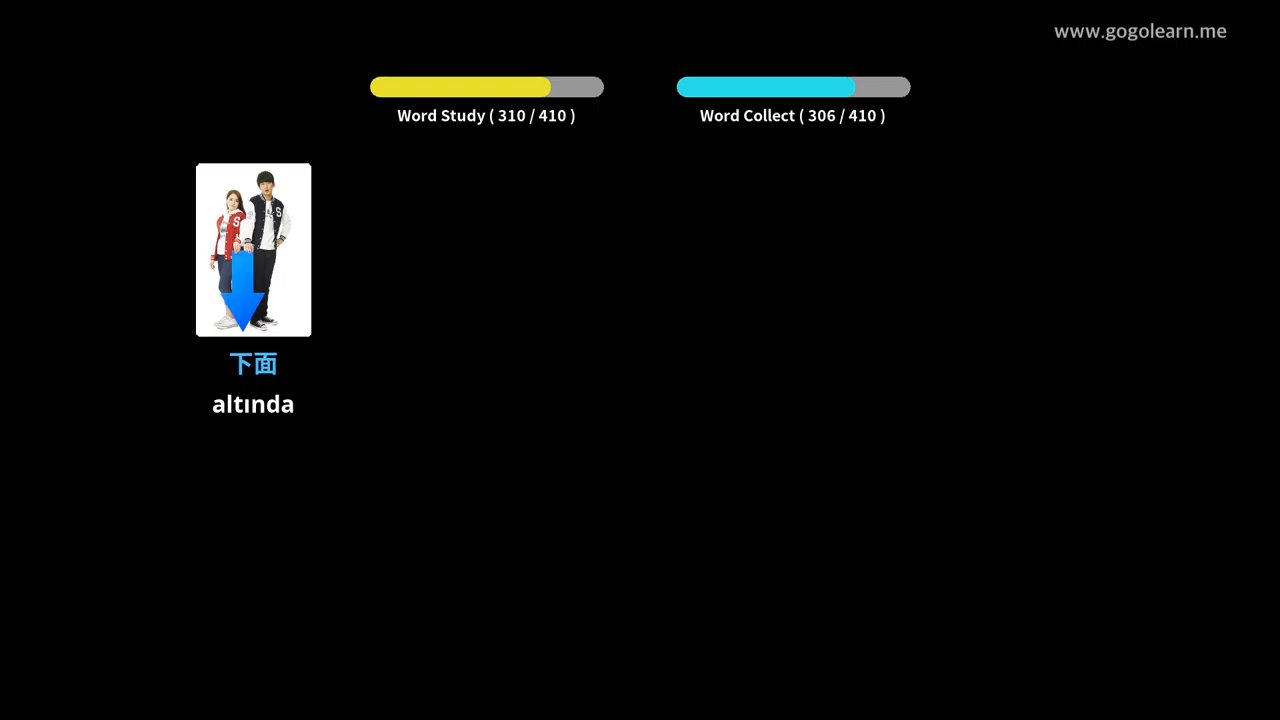 www.gogolearn.me
Word Study ( 310 / 410 )
Word Collect ( 306 / 410 )
S
S
下面
altında